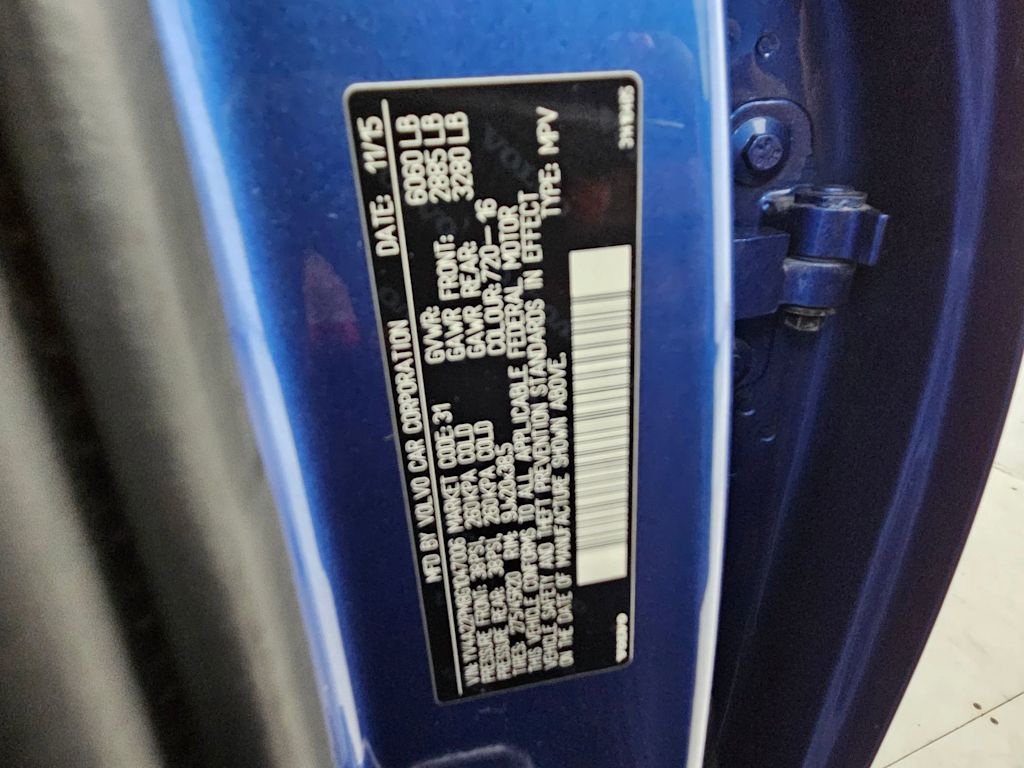 MFD BY VOLVO CAR CORPORATION DATE: 11/15
MARKET CODE: 31 GVWR: 6060 LB
PRESSURE FRONT: 38PSI, 260KPA COLD GAWR FRONT: 2885 LB
PRESSURE REAR: 38PSI, 260KPA COLD GAWR REAR: 3280 LB
TIRES: 275/45R20 RIM: 9Jx20x38.5 COLOUR: 720-16
THIS VEHICLE CONFORMS TO ALL APPLICABLE FEDERAL MOTOR
VEHICLE SAFETY AND THEFT PREVENTION STANDARDS IN EFFECT
ON THE DATE OF MANUFACTURE SHOWN ABOVE. TYPE: MPV